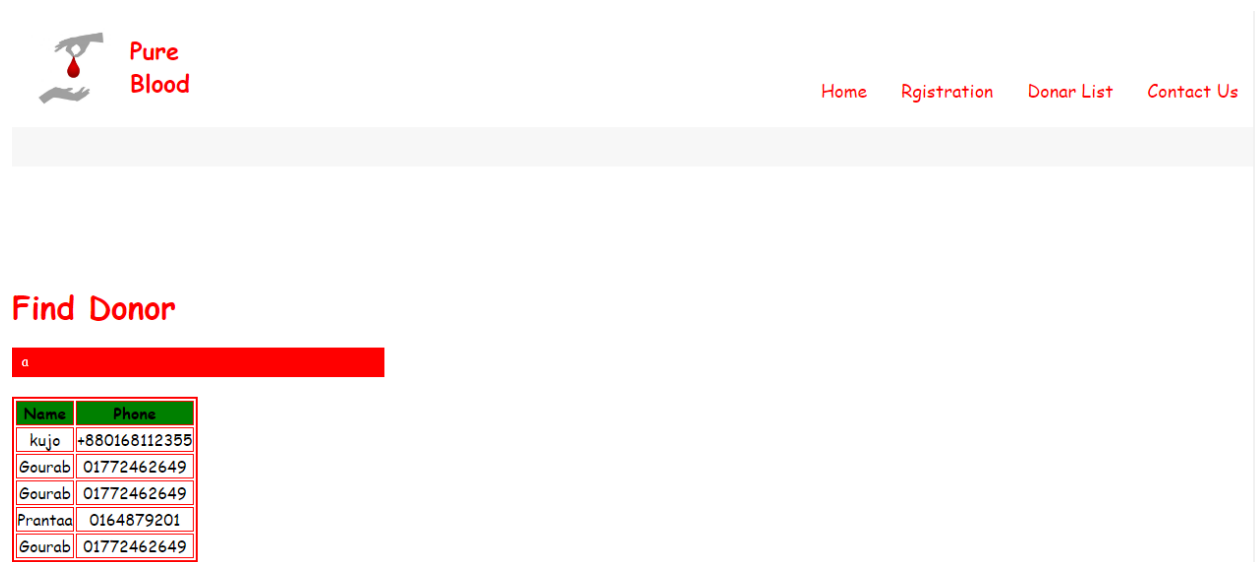 Pure
Blood
Home Rgistration Donar List Contact Us
Find Donor
a
Name Phone
kujo +880168112355
Gourab 01772462649
Gourab 01772462649
Prantaa 0164879201
Gourab 01772462649